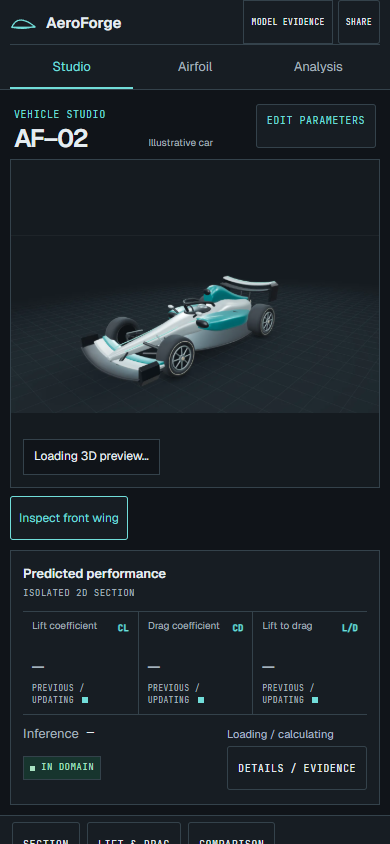 AeroForge
MODEL EVIDENCE
SHARE
Studio
Airfoil
Analysis
VEHICLE STUDIO
AF–02
Illustrative car
EDIT PARAMETERS
Loading 3D preview…
Inspect front wing
Predicted performance
ISOLATED 2D SECTION
Lift coefficient CL
Drag coefficient CD
Lift to drag L/D
— — —
PREVIOUS / UPDATING
PREVIOUS / UPDATING
PREVIOUS / UPDATING
Inference —
Loading / calculating
IN DOMAIN
DETAILS / EVIDENCE
SECTION
LIFT & DRAG
COMPARISON